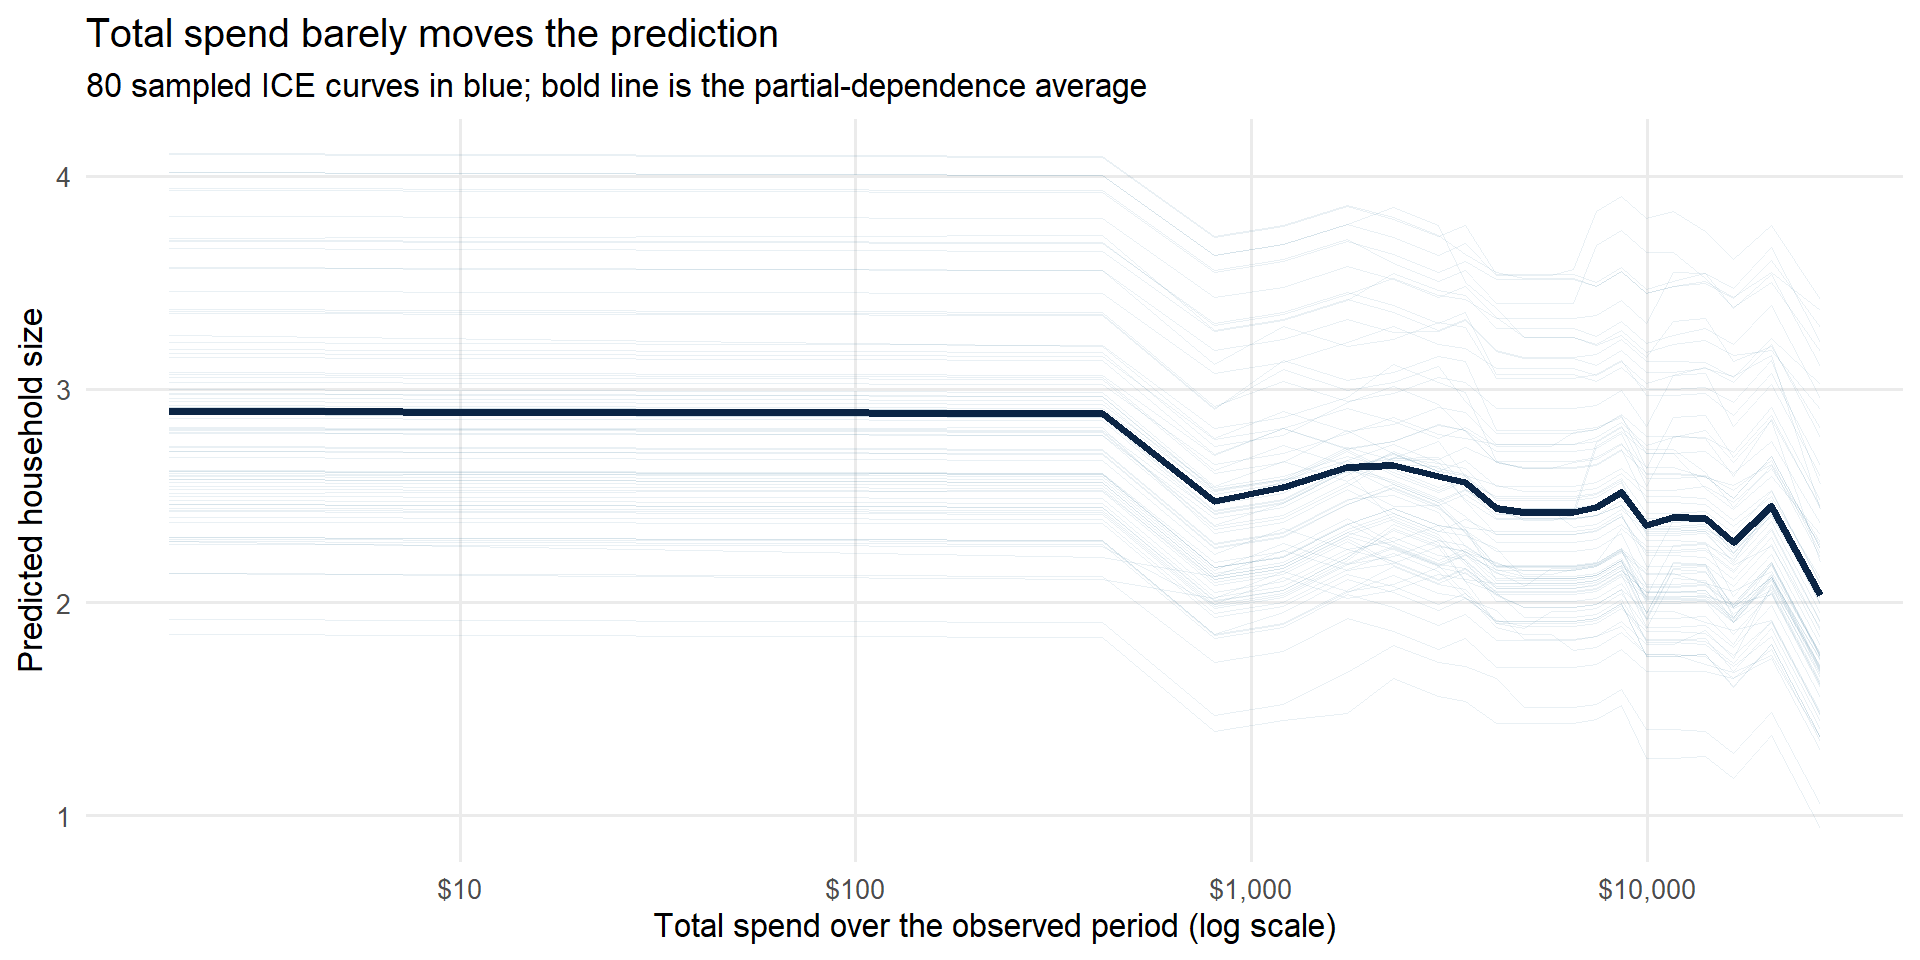 Total spend barely moves the prediction
80 sampled ICE curves in blue; bold line is the partial-dependence average
Predicted household size
4
3
2
1
$10
$100
$1,000
$10,000
Total spend over the observed period (log scale)